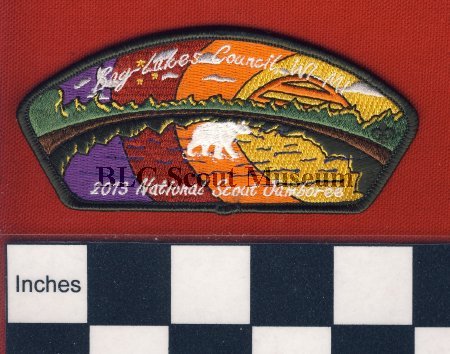 Bay-Lakes Council, WI-MI
BLC Scout Museum
2013 National Scout Jamboree
Inches